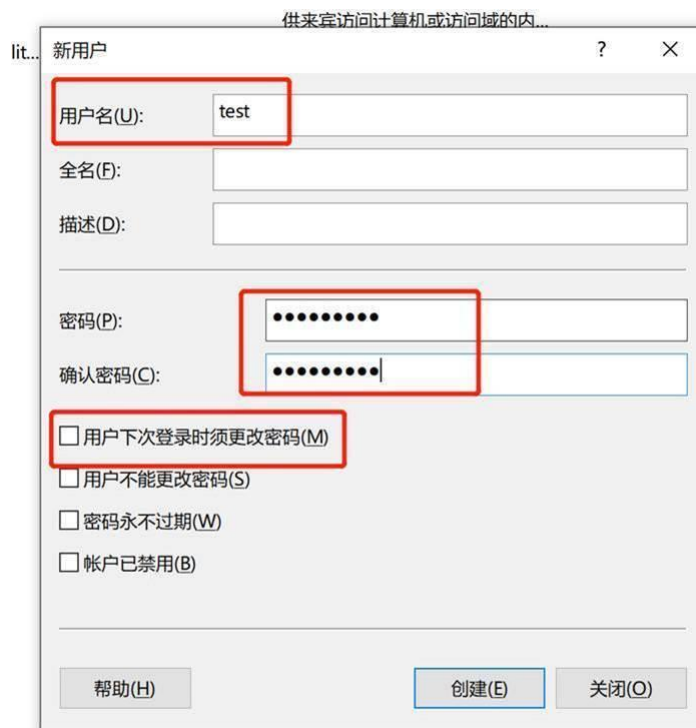 供来宾访问计算机或访问域的内...
lit...
新用户
用户名(U): test
全名(F):
描述(D):
密码(P): ●●●●●●●●●
确认密码(C): ●●●●●●●●●
用户下次登录时须更改密码(M)
用户不能更改密码(S)
密码永不过期(W)
帐户已禁用(B)
帮助(H) 创建(E) 关闭(O)